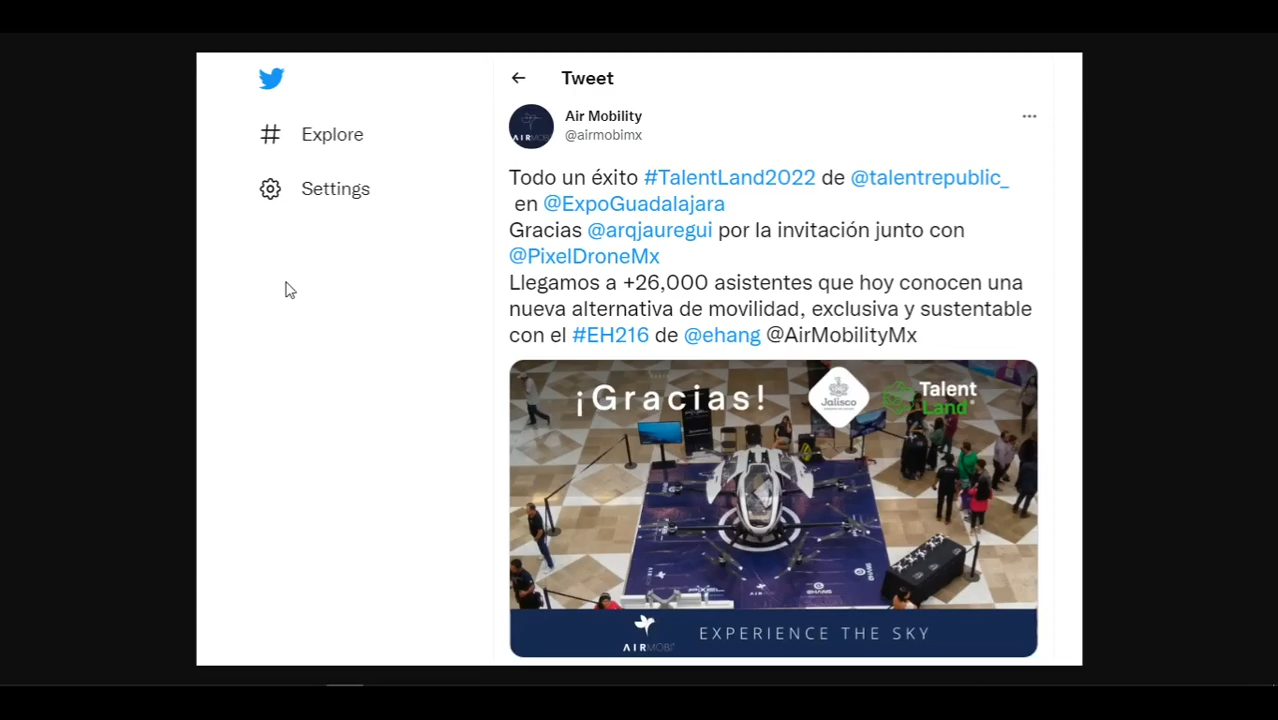 Tweet
Explore
Settings
Air Mobility
@airmobimx
Todo un éxito #TalentLand2022 de @talentrepublic_
en @ExpoGuadalajara
Gracias @arqjauregui por la invitación junto con
@PixelDroneMx
Llegamos a +26,000 asistentes que hoy conocen una
nueva alternativa de movilidad, exclusiva y sustentable
con el #EH216 de @ehang @AirMobilityMx
¡Gracias!
Jalisco
Talent
Land
EHANG
AIRMOBI
EXPERIENCE THE SKY